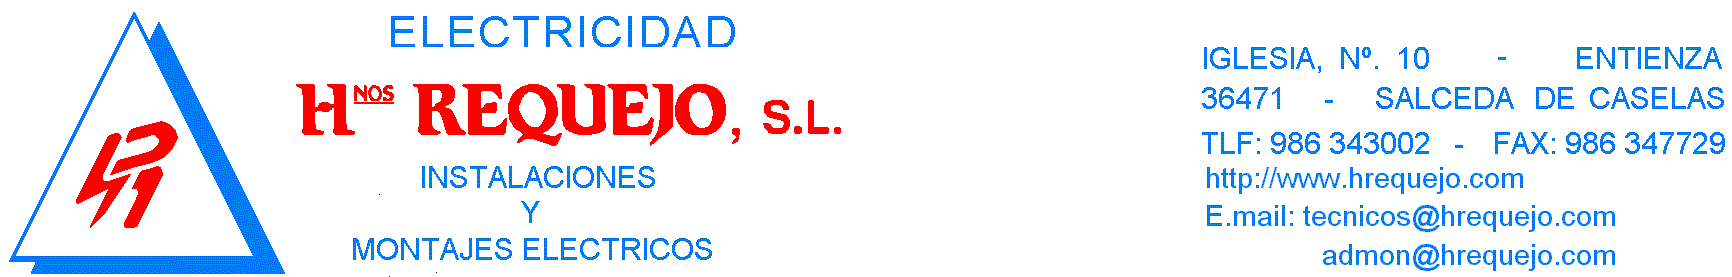 ELECTRICIDAD
HNOS REQUEJO, S.L.
INSTALACIONES
Y
MONTAJES ELECTRICOS
IGLESIA, Nº. 10 - ENTIENZA
36471 - SALCEDA DE CASELAS
TLF: 986 343002 - FAX: 986 347729
http://www.hrequejo.com
E.mail: tecnicos@hrequejo.com
admon@hrequejo.com